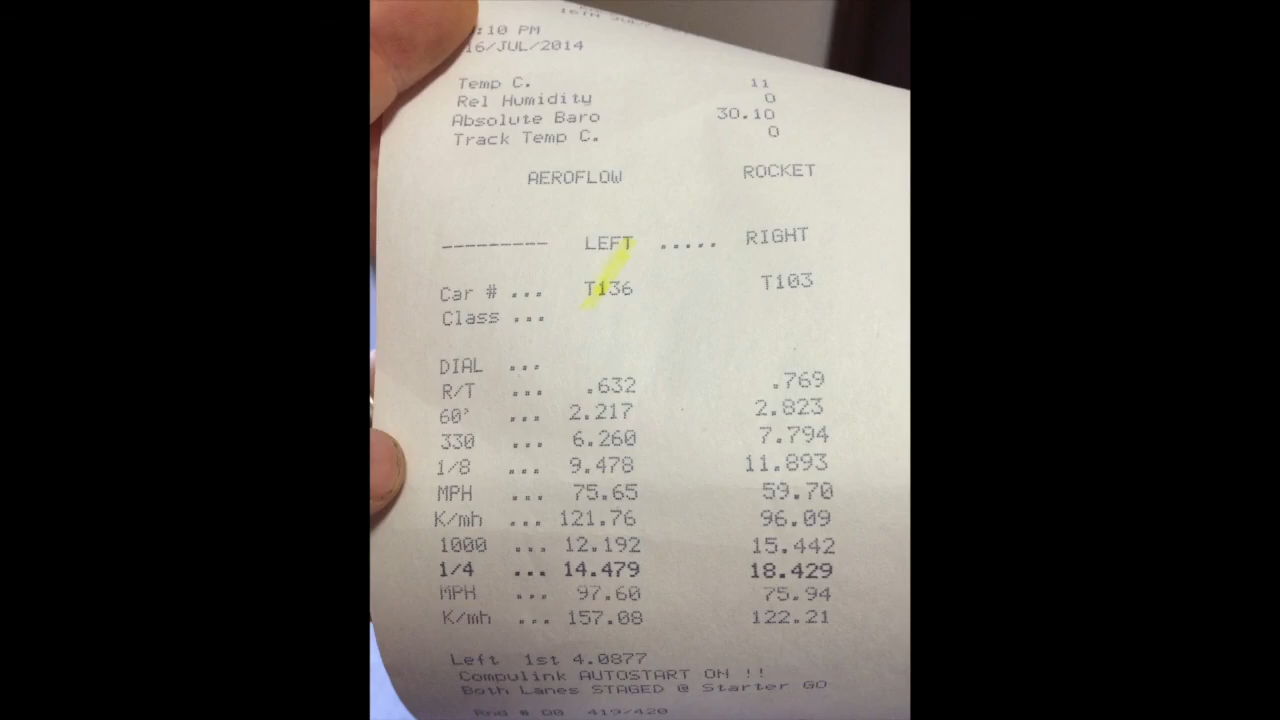 :10 PM
16/JUL/2014
Temp C. 11
Rel Humidity 0
Absolute Baro 30.10
Track Temp C. 0
AEROFLOW ROCKET
--------- LEFT ..... RIGHT
Car # ... T136 T103
Class ...
DIAL ...
R/T ... .632 .769
60' ... 2.217 2.823
330 ... 6.260 7.794
1/8 ... 9.478 11.893
MPH ... 75.65 59.70
K/mh ... 121.76 96.09
1000 ... 12.192 15.442
1/4 ... 14.479 18.429
MPH ... 97.60 75.94
K/mh ... 157.08 122.21
Left 1st 4.0877
Compulink AUTOSTART ON !!
Both Lanes STAGED @ Starter GO
Rnd # 00 419/420